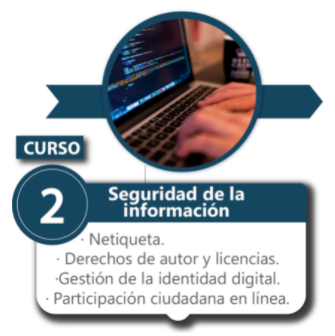 CURSO
2
Seguridad de la
información
· Netiqueta.
· Derechos de autor y licencias.
·Gestión de la identidad digital.
· Participación ciudadana en línea.